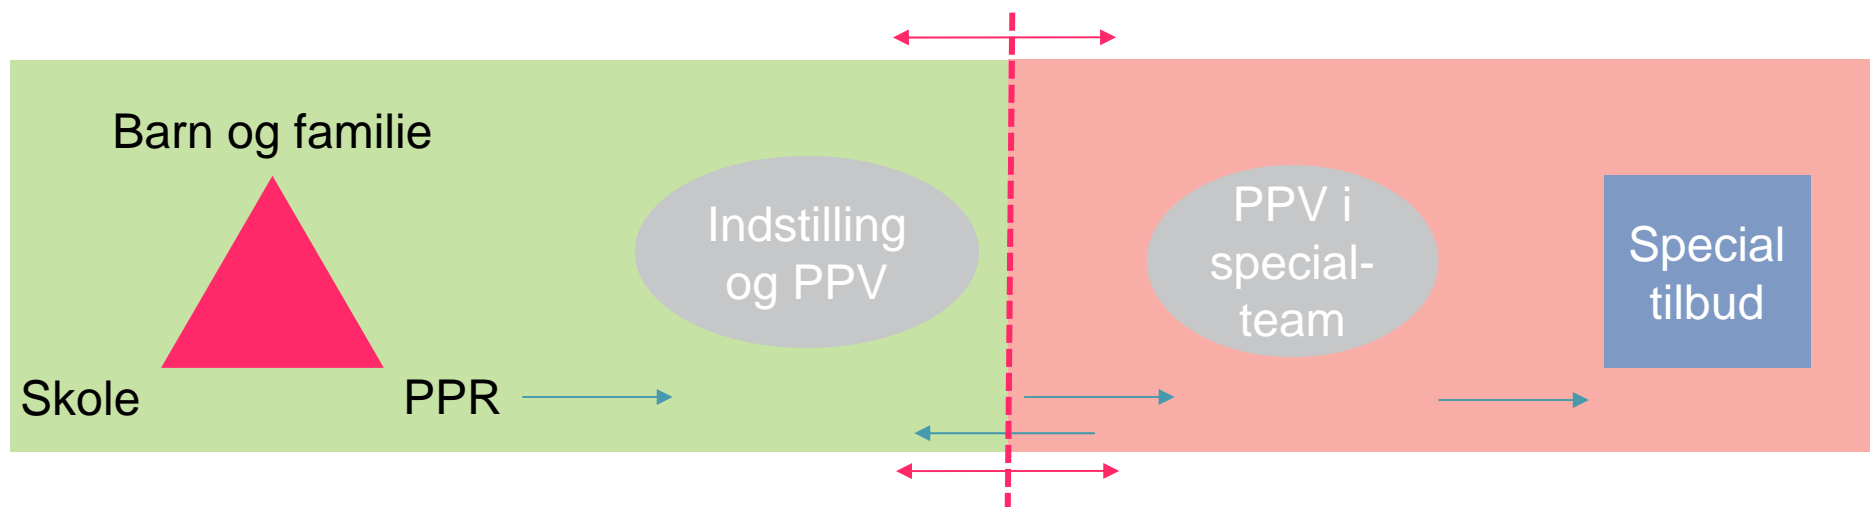 Barn og familie
Skole
PPR
Indstilling
og PPV
PPV i
special-
team
Special
tilbud